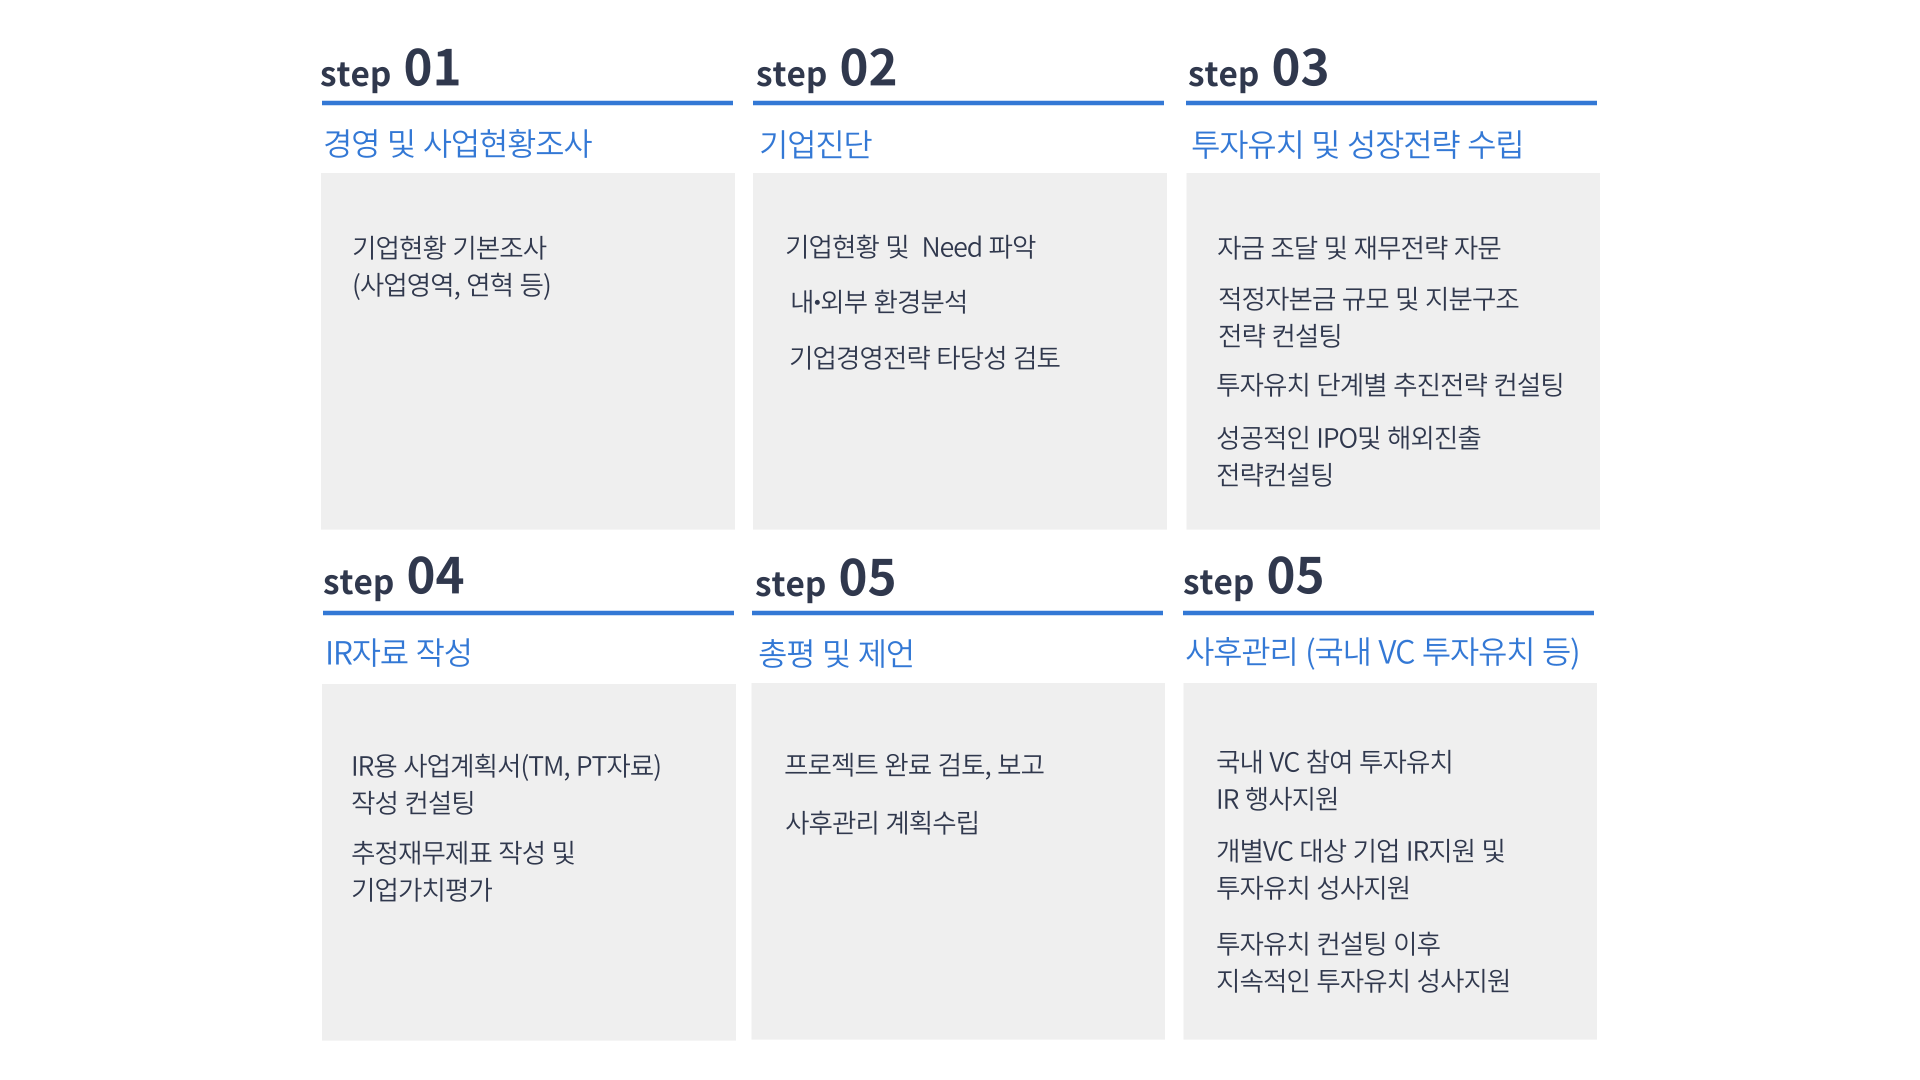 step 01
경영 및 사업현황조사
기업현황 기본조사
(사업영역, 연혁 등)
step 02
기업진단
기업현황 및  Need 파악
내•외부 환경분석
기업경영전략 타당성 검토
step 03
투자유치 및 성장전략 수립
자금 조달 및 재무전략 자문
적정자본금 규모 및 지분구조
전략 컨설팅
투자유치 단계별 추진전략 컨설팅
성공적인 IPO및 해외진출
전략컨설팅
step 04
IR자료 작성
IR용 사업계획서(TM, PT자료)
작성 컨설팅
추정재무제표 작성 및
기업가치평가
step 05
총평 및 제언
프로젝트 완료 검토, 보고
사후관리 계획수립
step 05
사후관리 (국내 VC 투자유치 등)
국내 VC 참여 투자유치
IR 행사지원
개별VC 대상 기업 IR지원 및
투자유치 성사지원
투자유치 컨설팅 이후
지속적인 투자유치 성사지원